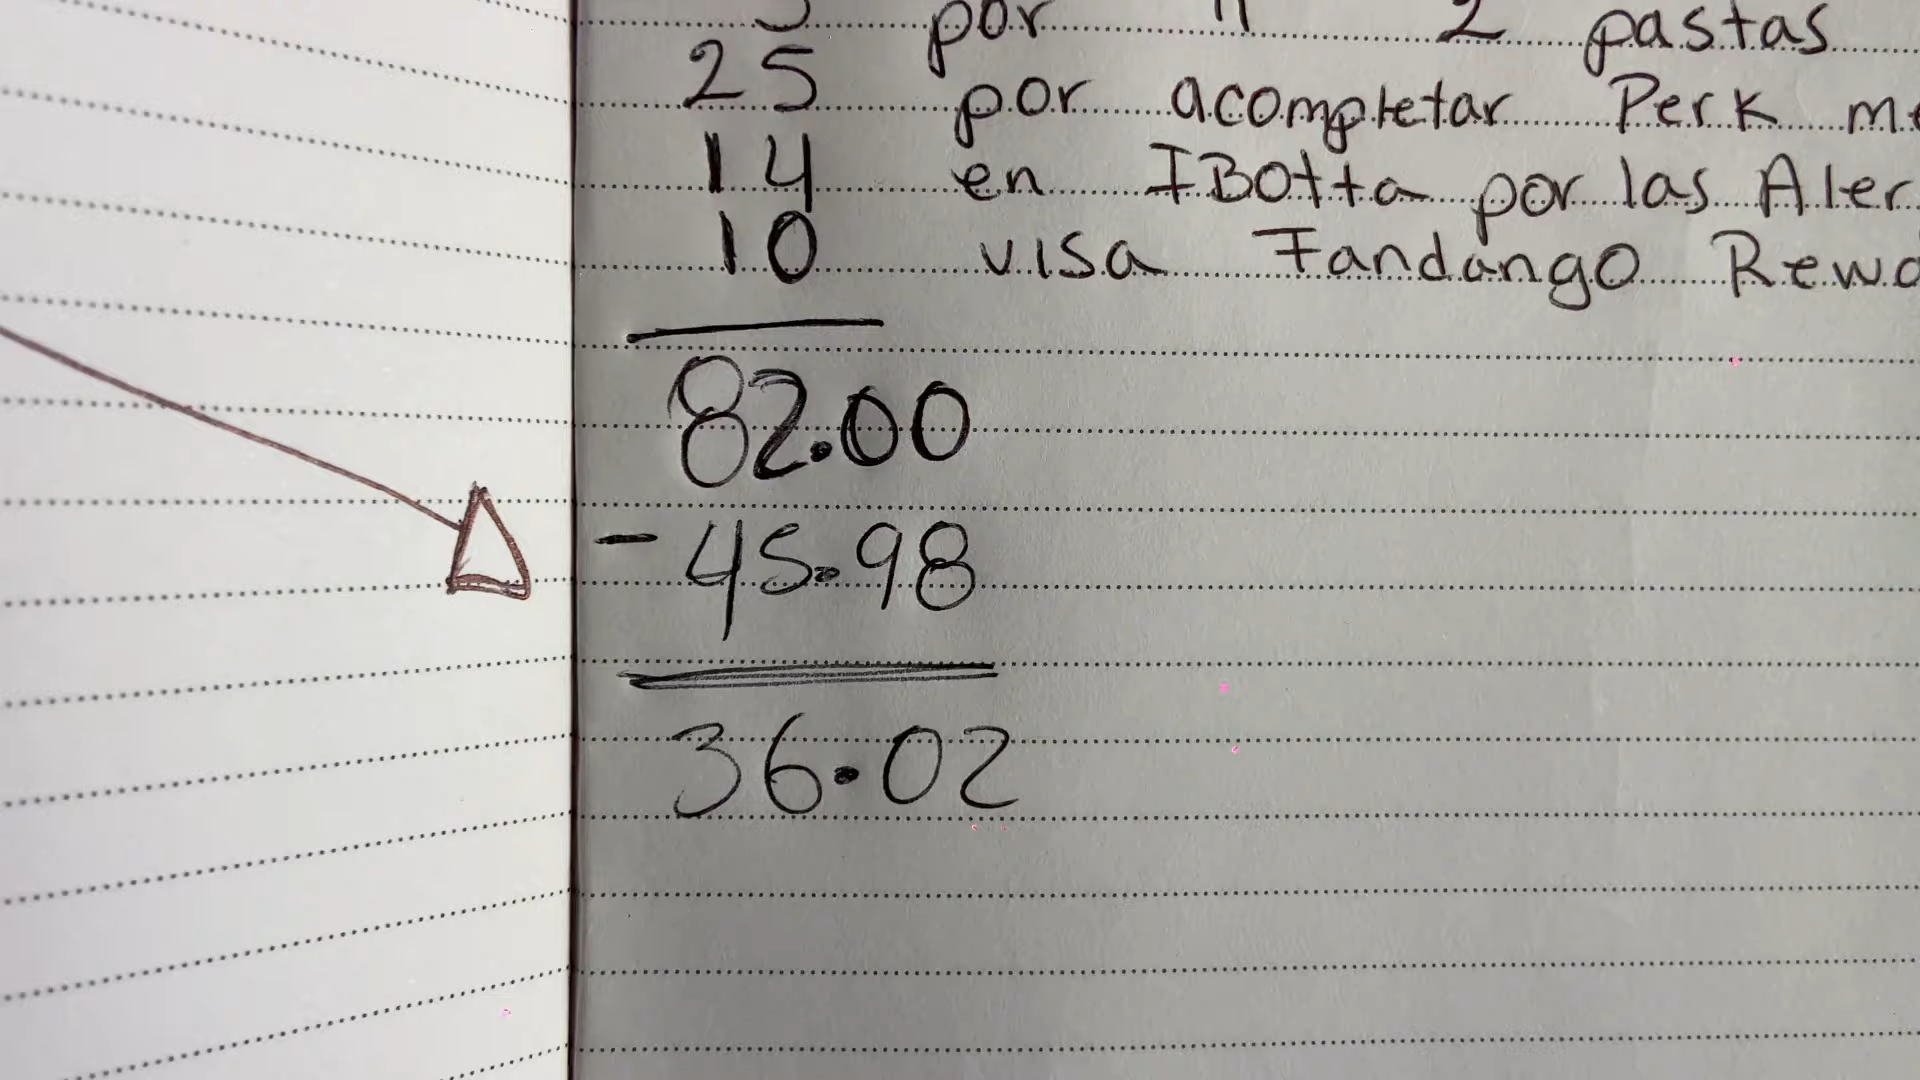 por " 2 pastas
25 por acompletar Perk
14 en IBotta por las
10 visa Fandango
82.00
- 45.98
36.02